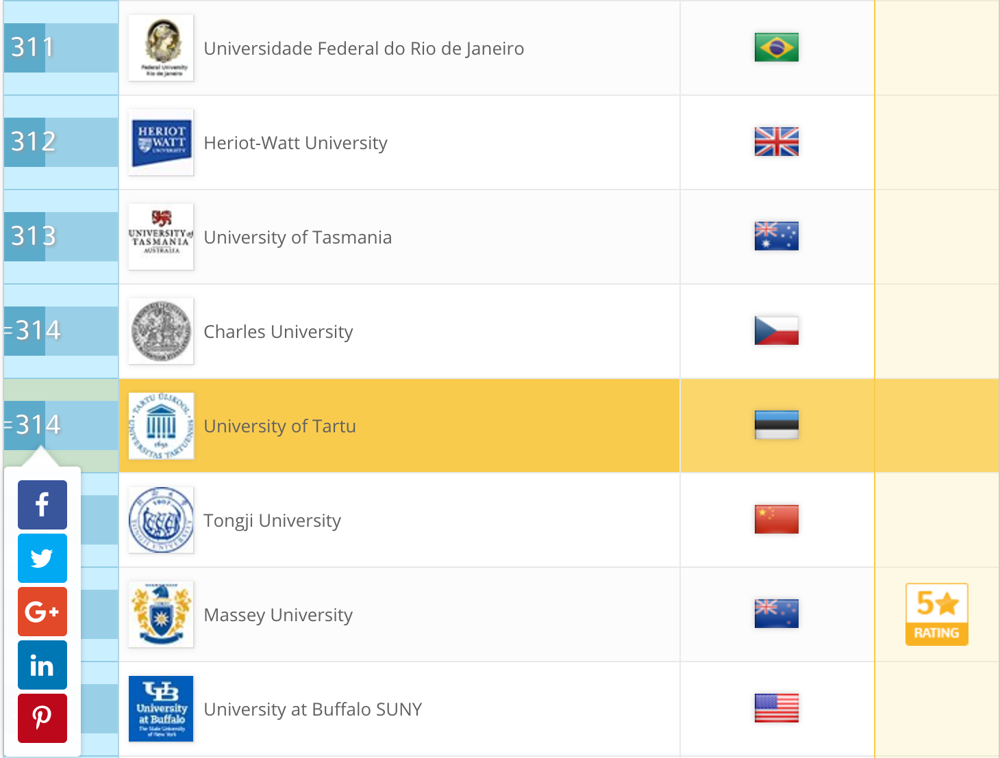 311
Federal University
Rio de Janeiro
Universidade Federal do Rio de Janeiro
312
HERIOT
WATT
UNIVERSITY
Heriot-Watt University
313
UNIVERSITY of
TASMANIA
AUSTRALIA
University of Tasmania
=314
Charles University
=314
TARTU ÜLIKOOL
UNIVERSITAS TARTUENSIS
1632
University of Tartu
f
1907
TONGJI UNIVERSITY
Tongji University
G+
Massey University
5
RATING
in
UB
University
at Buffalo
The State University
of New York
University at Buffalo SUNY